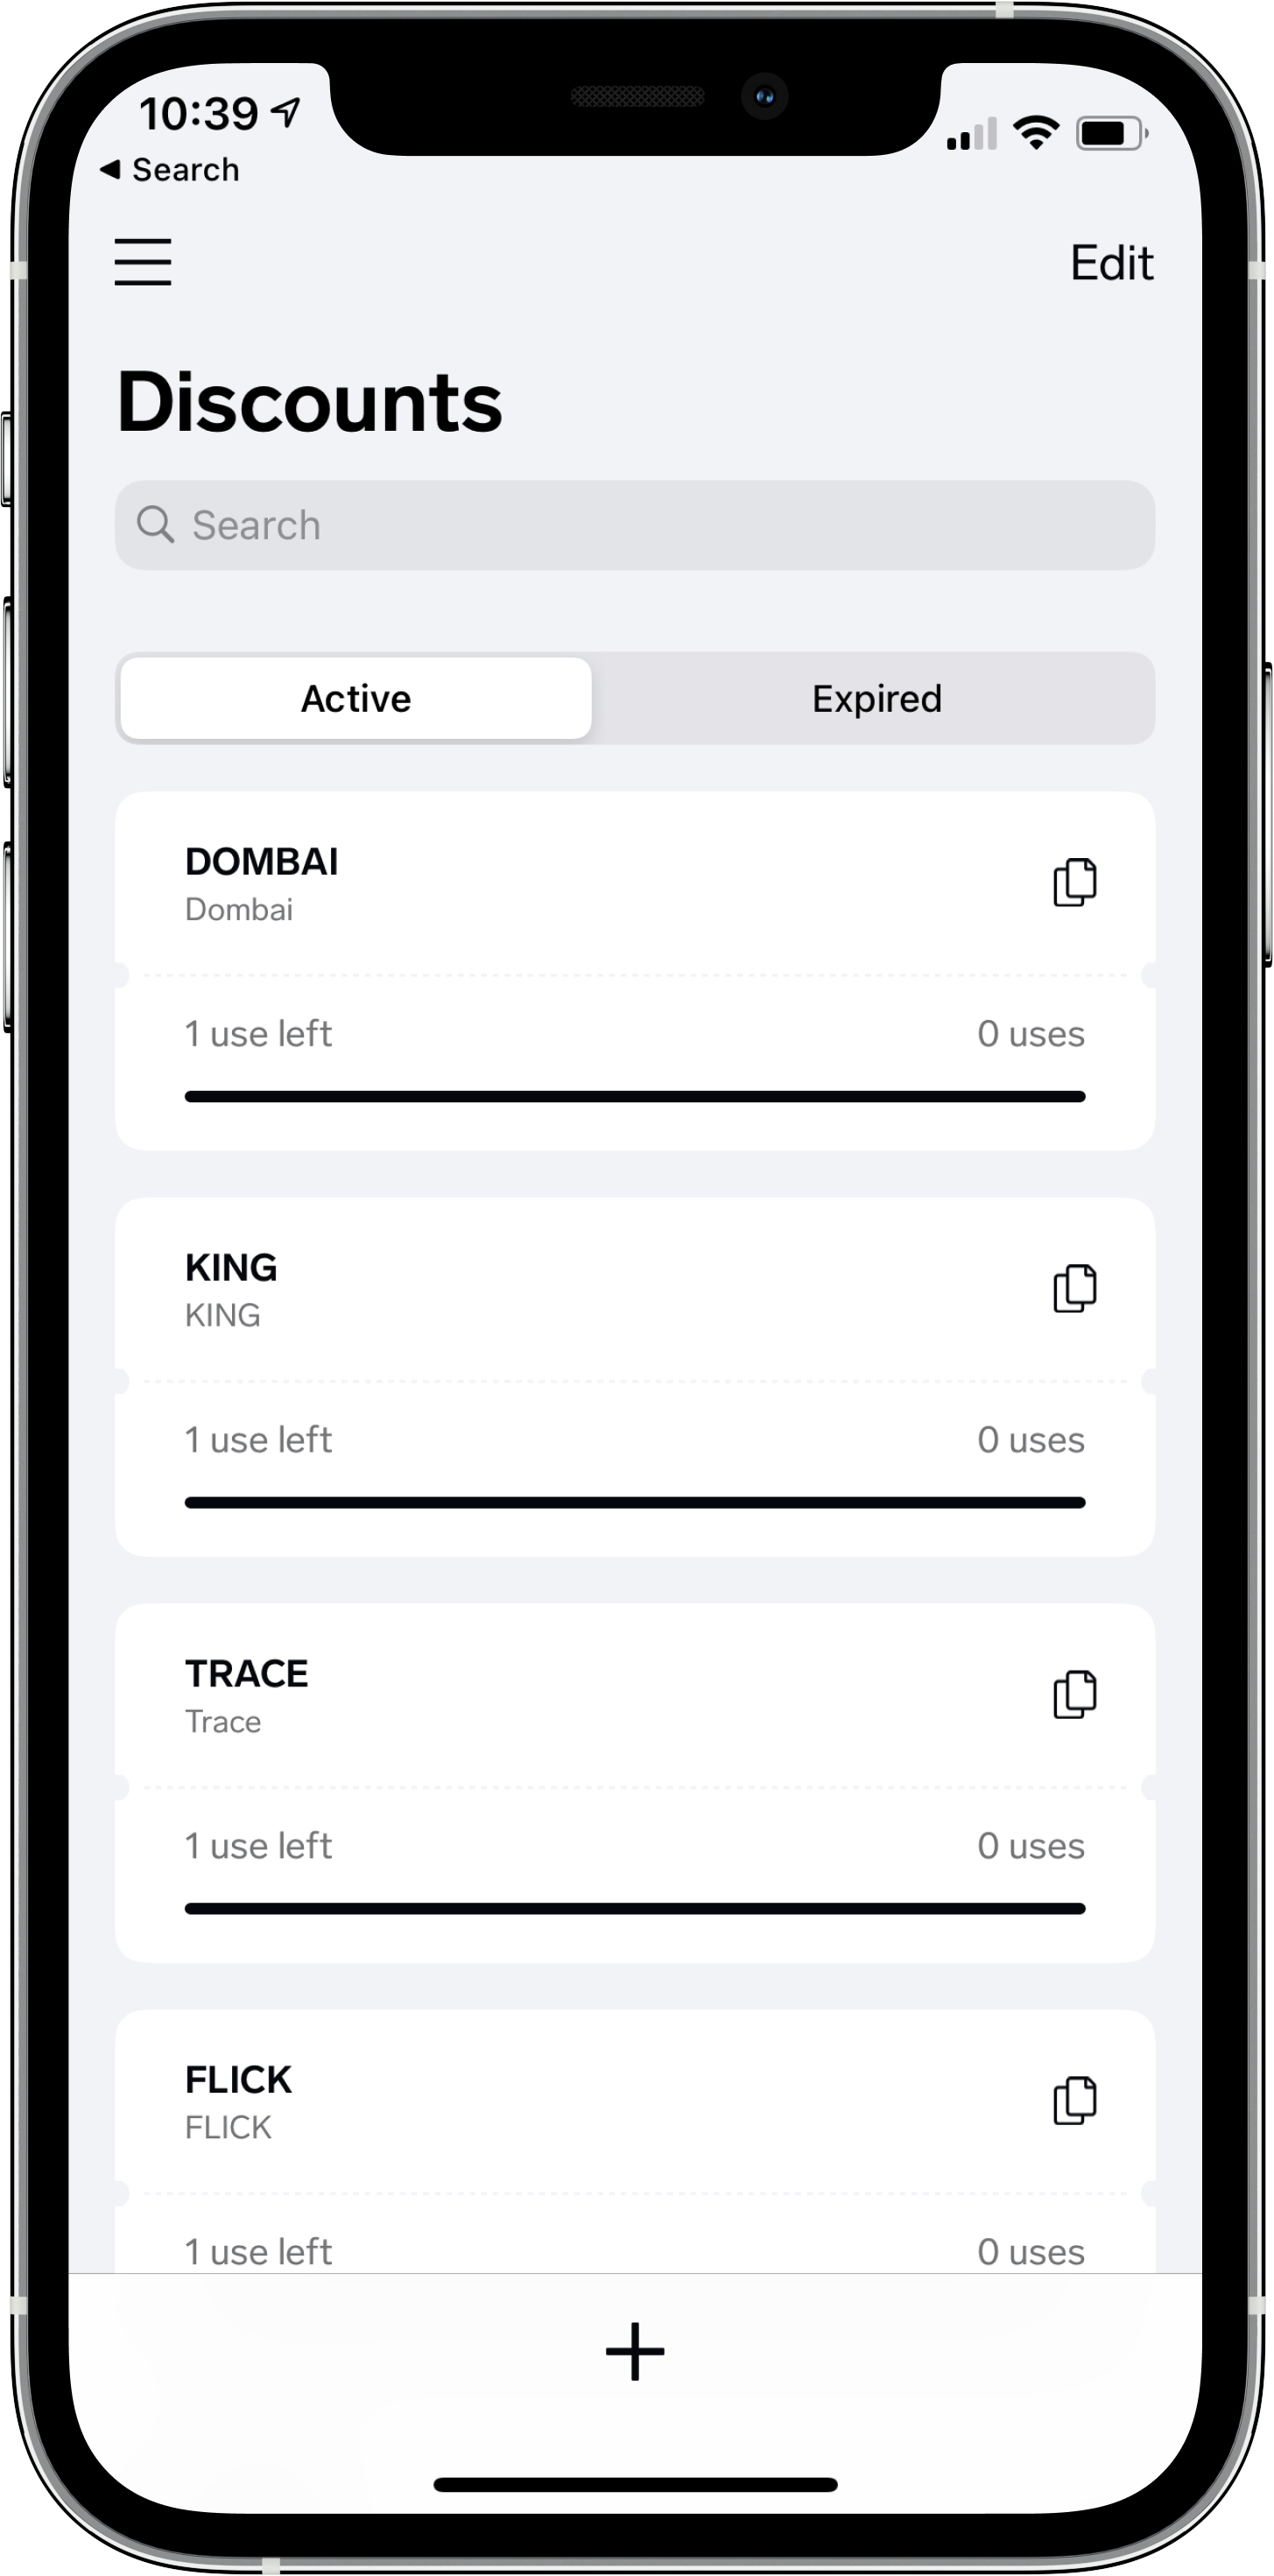 10:39
Search
Edit
Discounts
Search
Active Expired
DOMBAI
Dombai
1 use left 0 uses
KING
KING
1 use left 0 uses
TRACE
Trace
1 use left 0 uses
FLICK
FLICK
1 use left 0 uses